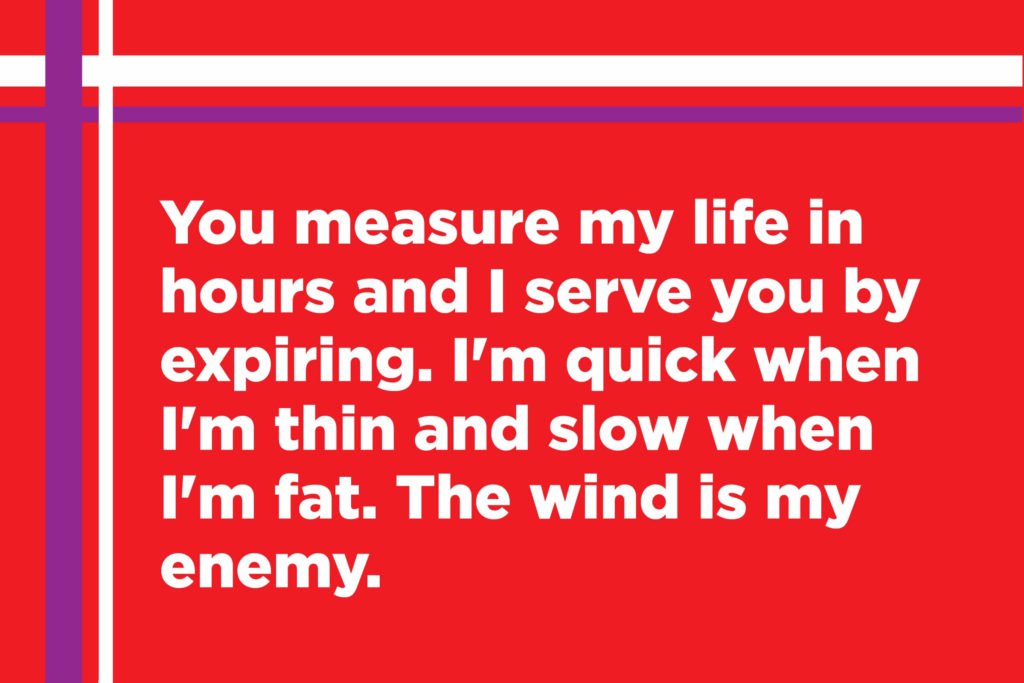 You measure my life in
hours and I serve you by
expiring. I'm quick when
I'm thin and slow when
I'm fat. The wind is my
enemy.